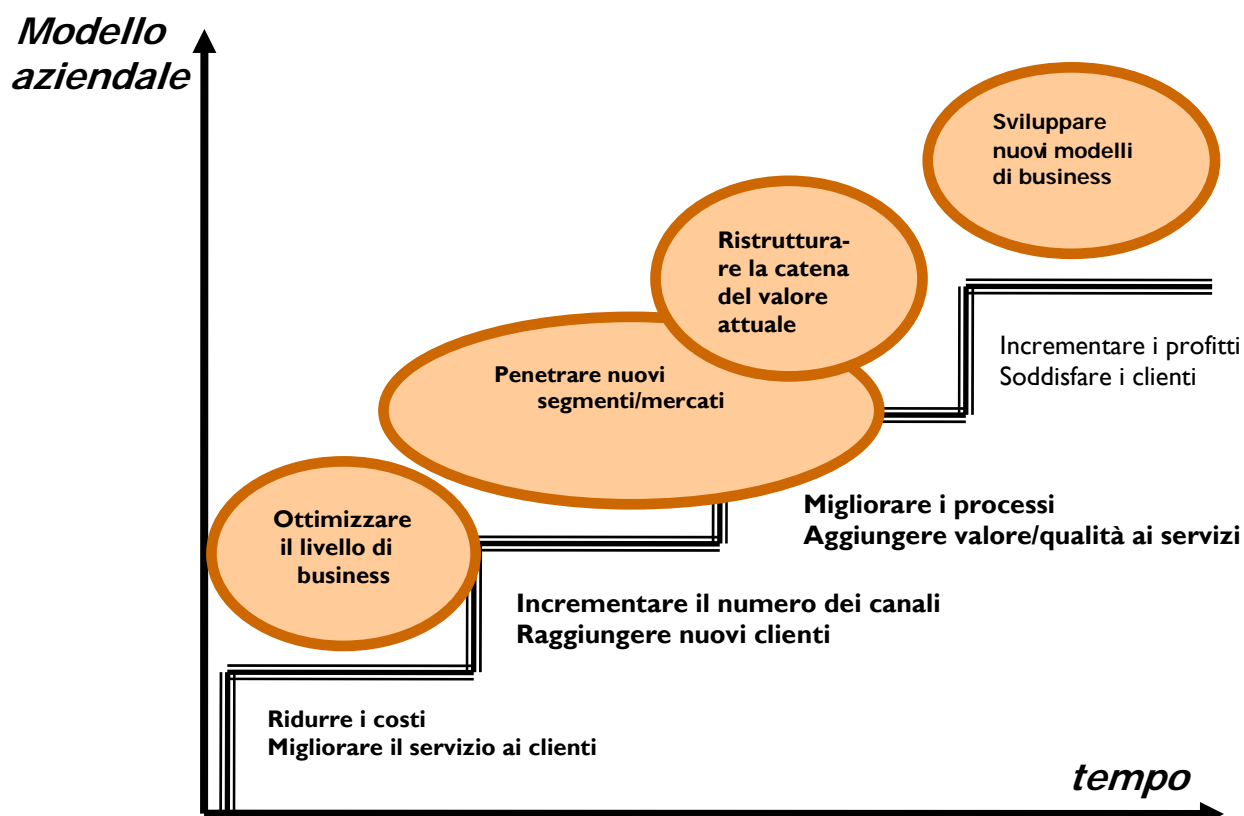 Modello
aziendale
Sviluppare
nuovi modelli
di business
Ristruttura-
re la catena
del valore
attuale
Incrementare i profitti
Soddisfare i clienti
Penetrare nuovi
segmenti/mercati
Migliorare i processi
Aggiungere valore/qualità ai servizi
Ottimizzare
il livello di
business
Incrementare il numero dei canali
Raggiungere nuovi clienti
Ridurre i costi
Migliorare il servizio ai clienti
tempo